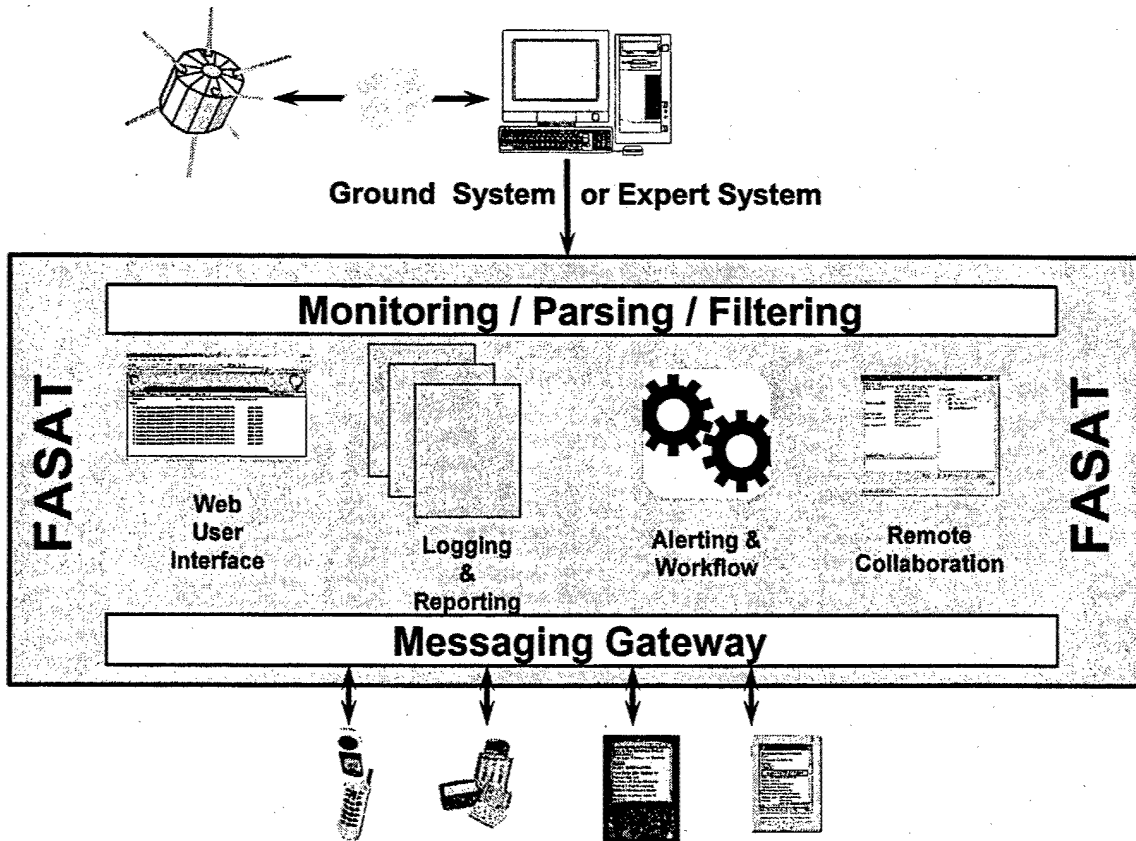 Ground System or Expert System
Monitoring / Parsing / Filtering
FASAT
FASAT
Web
User
Interface
Logging
&
Reporting
Alerting &
Workflow
Remote
Collaboration
Messaging Gateway